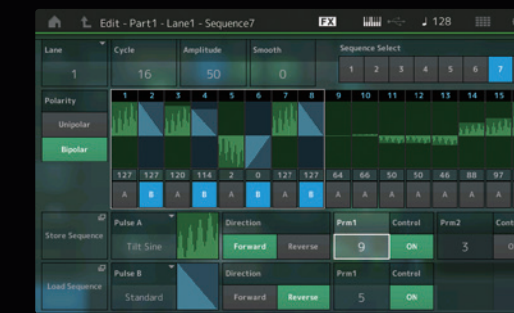 Edit - Part1 - Lane1 - Sequence7 FX ♩ 128
Lane Cycle Amplitude Smooth Sequence Select
1 16 50 0 1 2 3 4 5 6 7
Polarity 1 2 3 4 5 6 7 8 9 10 11 12 13 14 15
Unipolar
Bipolar
127 127 120 114 2 0 127 127 64 66 50 50 46 88 97
A B A B A B A B A A A A A A A
Store Sequence Pulse A Direction Prm1 Control Prm2
Tilt Sine Forward Reverse 9 ON 3
Load Sequence Pulse B Direction Prm1 Control
Standard Forward Reverse 5 ON